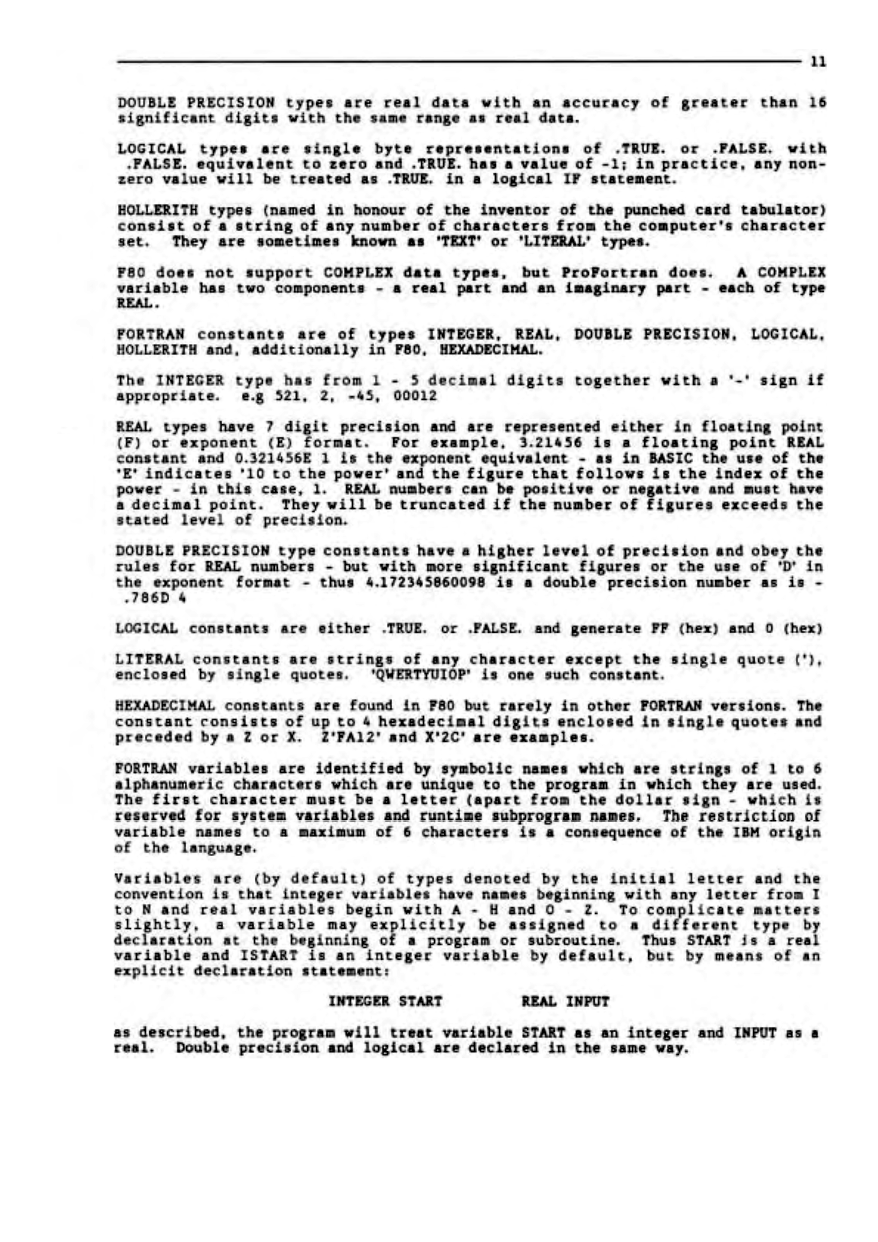 11
DOUBLE PRECISION types are real data with an accuracy of greater than 16
significant digits with the same range as real data.
LOGICAL types are single byte representations of .TRUE. or .FALSE. with
.FALSE. equivalent to zero and .TRUE. has a value of -1; in practice, any non-
zero value will be treated as .TRUE. in a logical IF statement.
HOLLERITH types (named in honour of the inventor of the punched card tabulator)
consist of a string of any number of characters from the computer's character
set. They are sometimes known as 'TEXT' or 'LITERAL' types.
F80 does not support COMPLEX data types, but ProFortran does. A COMPLEX
variable has two components - a real part and an imaginary part - each of type
REAL.
FORTRAN constants are of types INTEGER, REAL, DOUBLE PRECISION, LOGICAL,
HOLLERITH and, additionally in F80, HEXADECIMAL.
The INTEGER type has from 1 - 5 decimal digits together with a '-' sign if
appropriate. e.g 521, 2, -45, 00012
REAL types have 7 digit precision and are represented either in floating point
(F) or exponent (E) format. For example, 3.21456 is a floating point REAL
constant and 0.321456E 1 is the exponent equivalent - as in BASIC the use of the
'E' indicates '10 to the power' and the figure that follows is the index of the
power - in this case, 1. REAL numbers can be positive or negative and must have
a decimal point. They will be truncated if the number of figures exceeds the
stated level of precision.
DOUBLE PRECISION type constants have a higher level of precision and obey the
rules for REAL numbers - but with more significant figures or the use of 'D' in
the exponent format - thus 4.172345860098 is a double precision number as is -
.786D 4
LOGICAL constants are either .TRUE. or .FALSE. and generate FF (hex) and 0 (hex)
LITERAL constants are strings of any character except the single quote ('),
enclosed by single quotes. 'QWERTYUIOP' is one such constant.
HEXADECIMAL constants are found in F80 but rarely in other FORTRAN versions. The
constant consists of up to 4 hexadecimal digits enclosed in single quotes and
preceded by a Z or X. Z'FA12' and X'2C' are examples.
FORTRAN variables are identified by symbolic names which are strings of 1 to 6
alphanumeric characters which are unique to the program in which they are used.
The first character must be a letter (apart from the dollar sign - which is
reserved for system variables and runtime subprogram names. The restriction of
variable names to a maximum of 6 characters is a consequence of the IBM origin
of the language.
Variables are (by default) of types denoted by the initial letter and the
convention is that integer variables have names beginning with any letter from I
to N and real variables begin with A - H and O - Z. To complicate matters
slightly, a variable may explicitly be assigned to a different type by
declaration at the beginning of a program or subroutine. Thus START is a real
variable and ISTART is an integer variable by default, but by means of an
explicit declaration statement:
INTEGER START REAL INPUT
as described, the program will treat variable START as an integer and INPUT as a
real. Double precision and logical are declared in the same way.